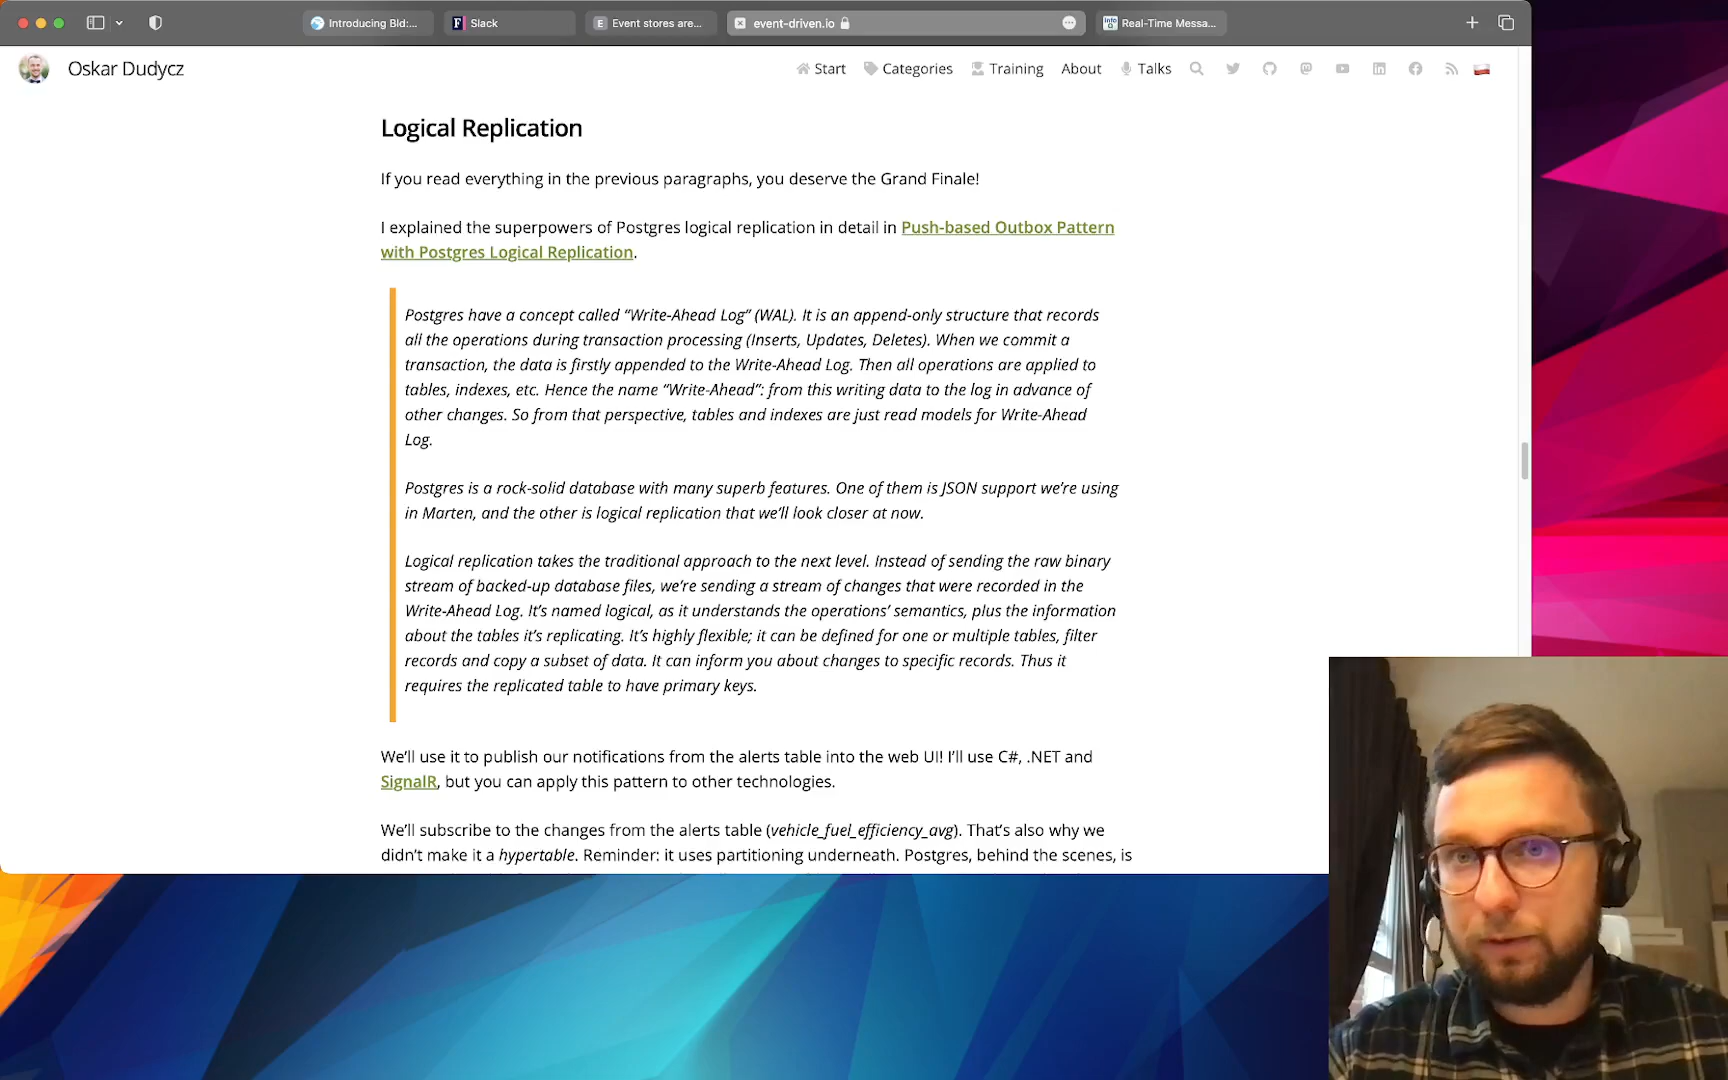 Introducing Bld:...
Slack
Event stores are...
event-driven.io
Real-Time Messa...
Oskar Dudycz
Start
Categories
Training
About
Talks
Logical Replication
If you read everything in the previous paragraphs, you deserve the Grand Finale!
I explained the superpowers of Postgres logical replication in detail in Push-based Outbox Pattern
with Postgres Logical Replication.
Postgres have a concept called “Write-Ahead Log” (WAL). It is an append-only structure that records
all the operations during transaction processing (Inserts, Updates, Deletes). When we commit a
transaction, the data is firstly appended to the Write-Ahead Log. Then all operations are applied to
tables, indexes, etc. Hence the name “Write-Ahead”: from this writing data to the log in advance of
other changes. So from that perspective, tables and indexes are just read models for Write-Ahead
Log.
Postgres is a rock-solid database with many superb features. One of them is JSON support we’re using
in Marten, and the other is logical replication that we’ll look closer at now.
Logical replication takes the traditional approach to the next level. Instead of sending the raw binary
stream of backed-up database files, we’re sending a stream of changes that were recorded in the
Write-Ahead Log. It’s named logical, as it understands the operations’ semantics, plus the information
about the tables it’s replicating. It’s highly flexible; it can be defined for one or multiple tables, filter
records and copy a subset of data. It can inform you about changes to specific records. Thus it
requires the replicated table to have primary keys.
We’ll use it to publish our notifications from the alerts table into the web UI! I’ll use C#, .NET and
SignalR, but you can apply this pattern to other technologies.
We’ll subscribe to the changes from the alerts table (vehicle_fuel_efficiency_avg). That’s also why we
didn’t make it a hypertable. Reminder: it uses partitioning underneath. Postgres, behind the scenes, is